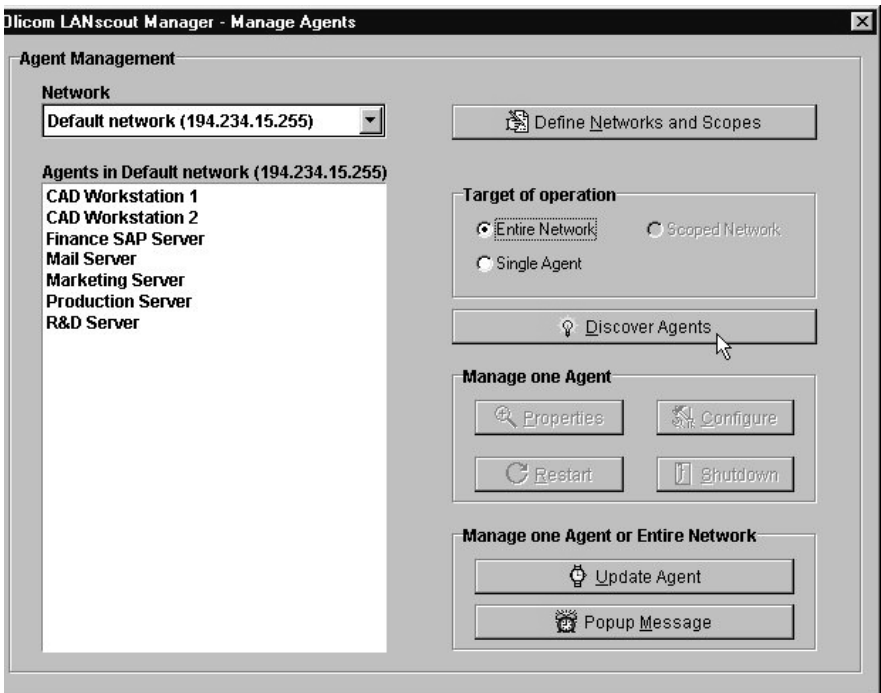 Olicom LANscout Manager - Manage Agents
Agent Management
Network
Default network (194.234.15.255)
Define Networks and Scopes
Agents in Default network (194.234.15.255)
CAD Workstation 1
CAD Workstation 2
Finance SAP Server
Mail Server
Marketing Server
Production Server
R&D Server
Target of operation
Entire Network
Scoped Network
Single Agent
Discover Agents
Manage one Agent
Properties
Configure
Restart
Shutdown
Manage one Agent or Entire Network
Update Agent
Popup Message